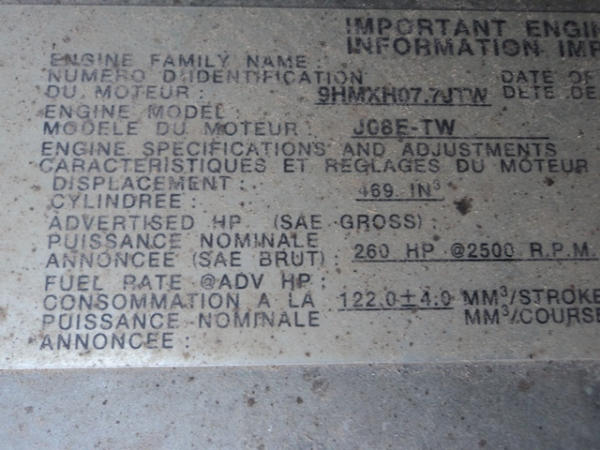 IMPORTANT ENGI
INFORMATION IMP
ENGINE FAMILY NAME :
NUMERO D'IDENTIFICATION DATE OF
DU MOTEUR : 9HMXH07.7JTW DETE DE
ENGINE MODEL
MODELE DU MOTEUR : J08E-TW
ENGINE SPECIFICATIONS AND ADJUSTMENTS
CARACTERISTIQUES ET REGLAGES DU MOTEUR
DISPLACEMENT :
CYLINDREE : 469 IN³
ADVERTISED HP (SAE GROSS) :
PUISSANCE NOMINALE
ANNONCEE (SAE BRUT) : 260 HP @2500 R.P.M.
FUEL RATE @ADV HP :
CONSOMMATION A LA 122.0±4.0 MM³/STROKE
PUISSANCE NOMINALE MM³/COURSE
ANNONCEE :